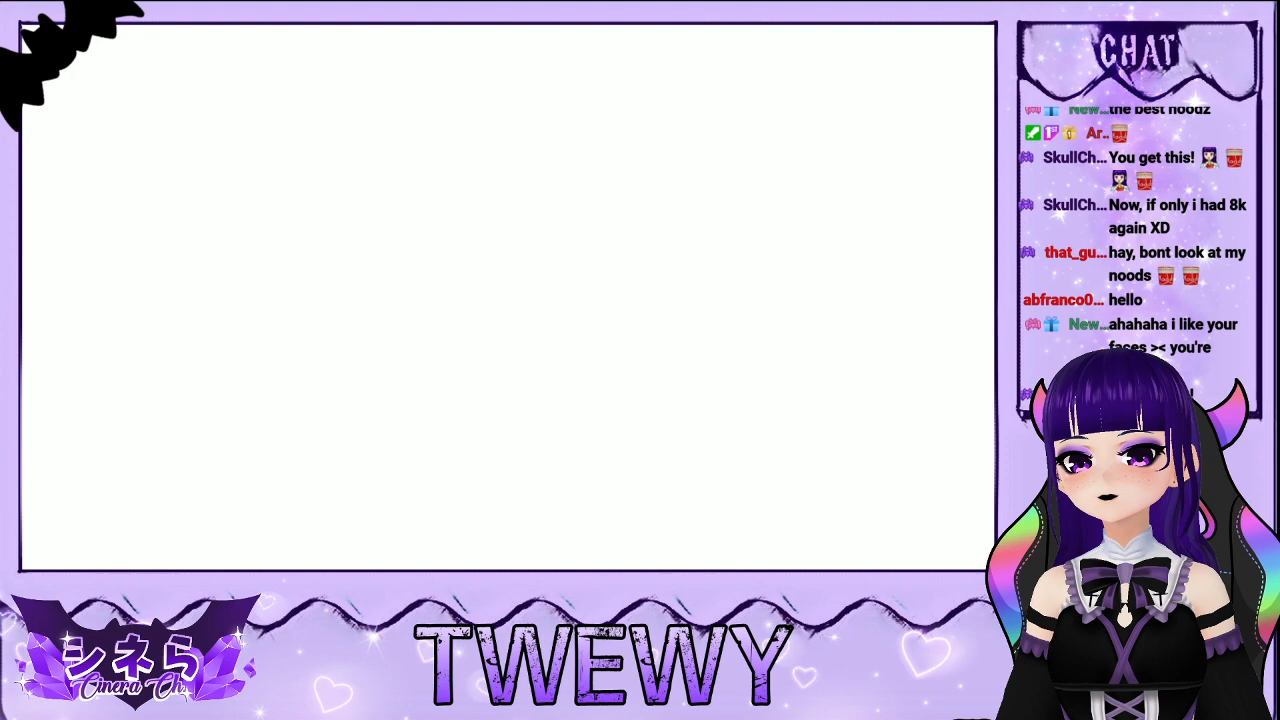 CHAT
New... the best noodz
Ar..
SkullCh... You get this!
SkullCh... Now, if only i had 8k
again XD
that_gu... hay, bont look at my
noods
abfranco0... hello
New... ahahaha i like your
faces >< you're
シネら
Cinera Ch.
TWEWY